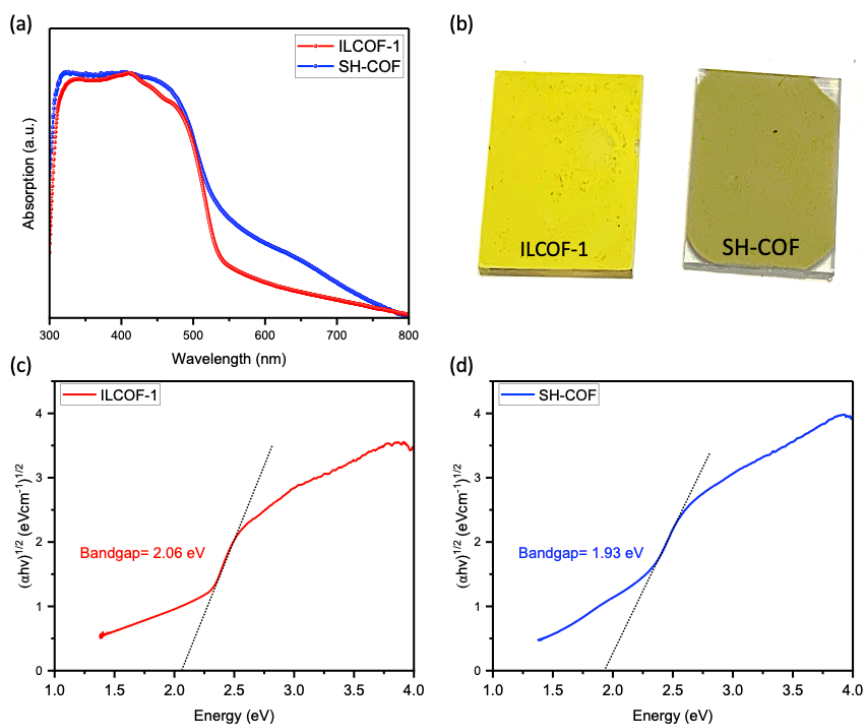 (a)
ILCOF-1
SH-COF
Absorption (a.u.)
300 400 500 600 700 800
Wavelength (nm)
(b)
ILCOF-1
SH-COF
(c)
ILCOF-1
(αhv)1/2 (eVcm-1)1/2
4
3
2
1
0
Bandgap= 2.06 eV
1.0 1.5 2.0 2.5 3.0 3.5 4.0
Energy (eV)
(d)
SH-COF
(αhv)1/2 (eVcm-1)1/2
4
3
2
1
0
Bandgap= 1.93 eV
1.0 1.5 2.0 2.5 3.0 3.5 4.0
Energy (eV)